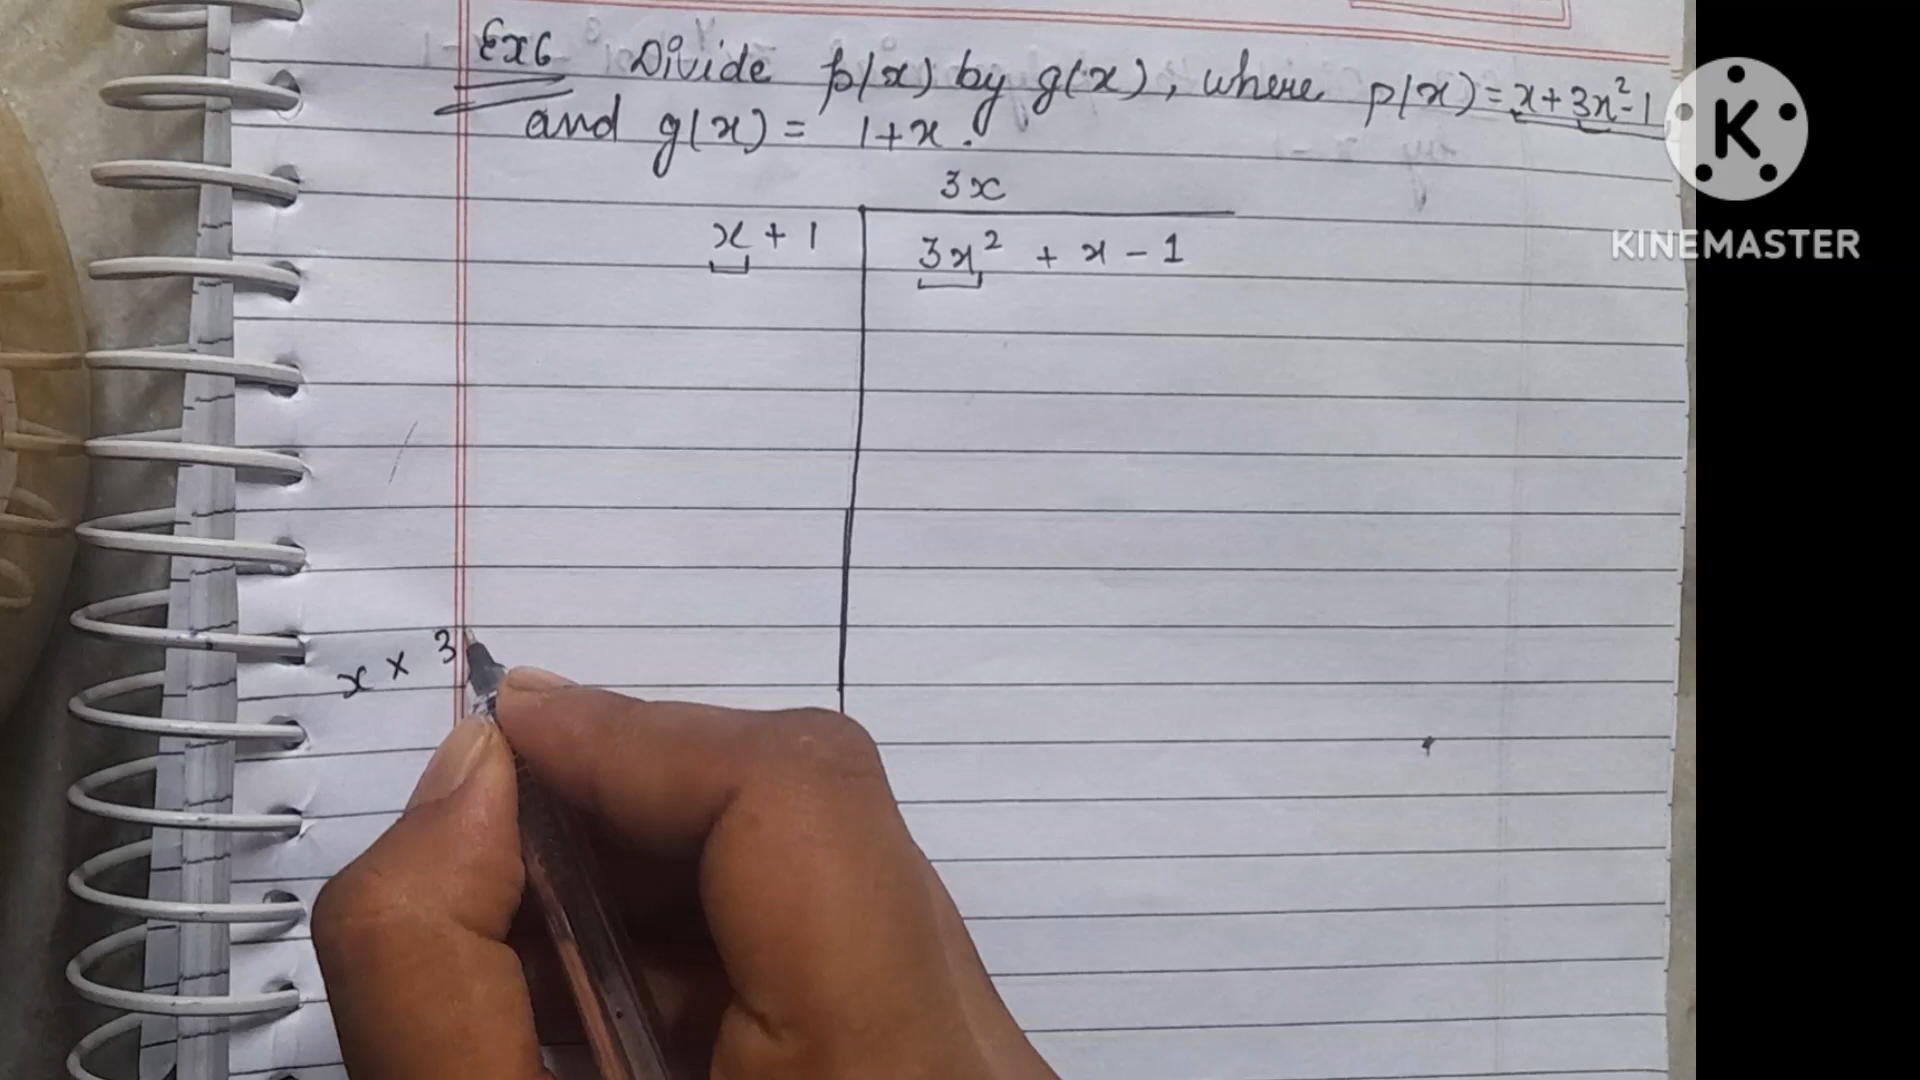 Ex6 Divide p(x) by g(x), where p(x) = x + 3x² - 1
and g(x) = 1 + x.
3x
x + 1 3x² + x - 1
x × 3
K
KINEMASTER